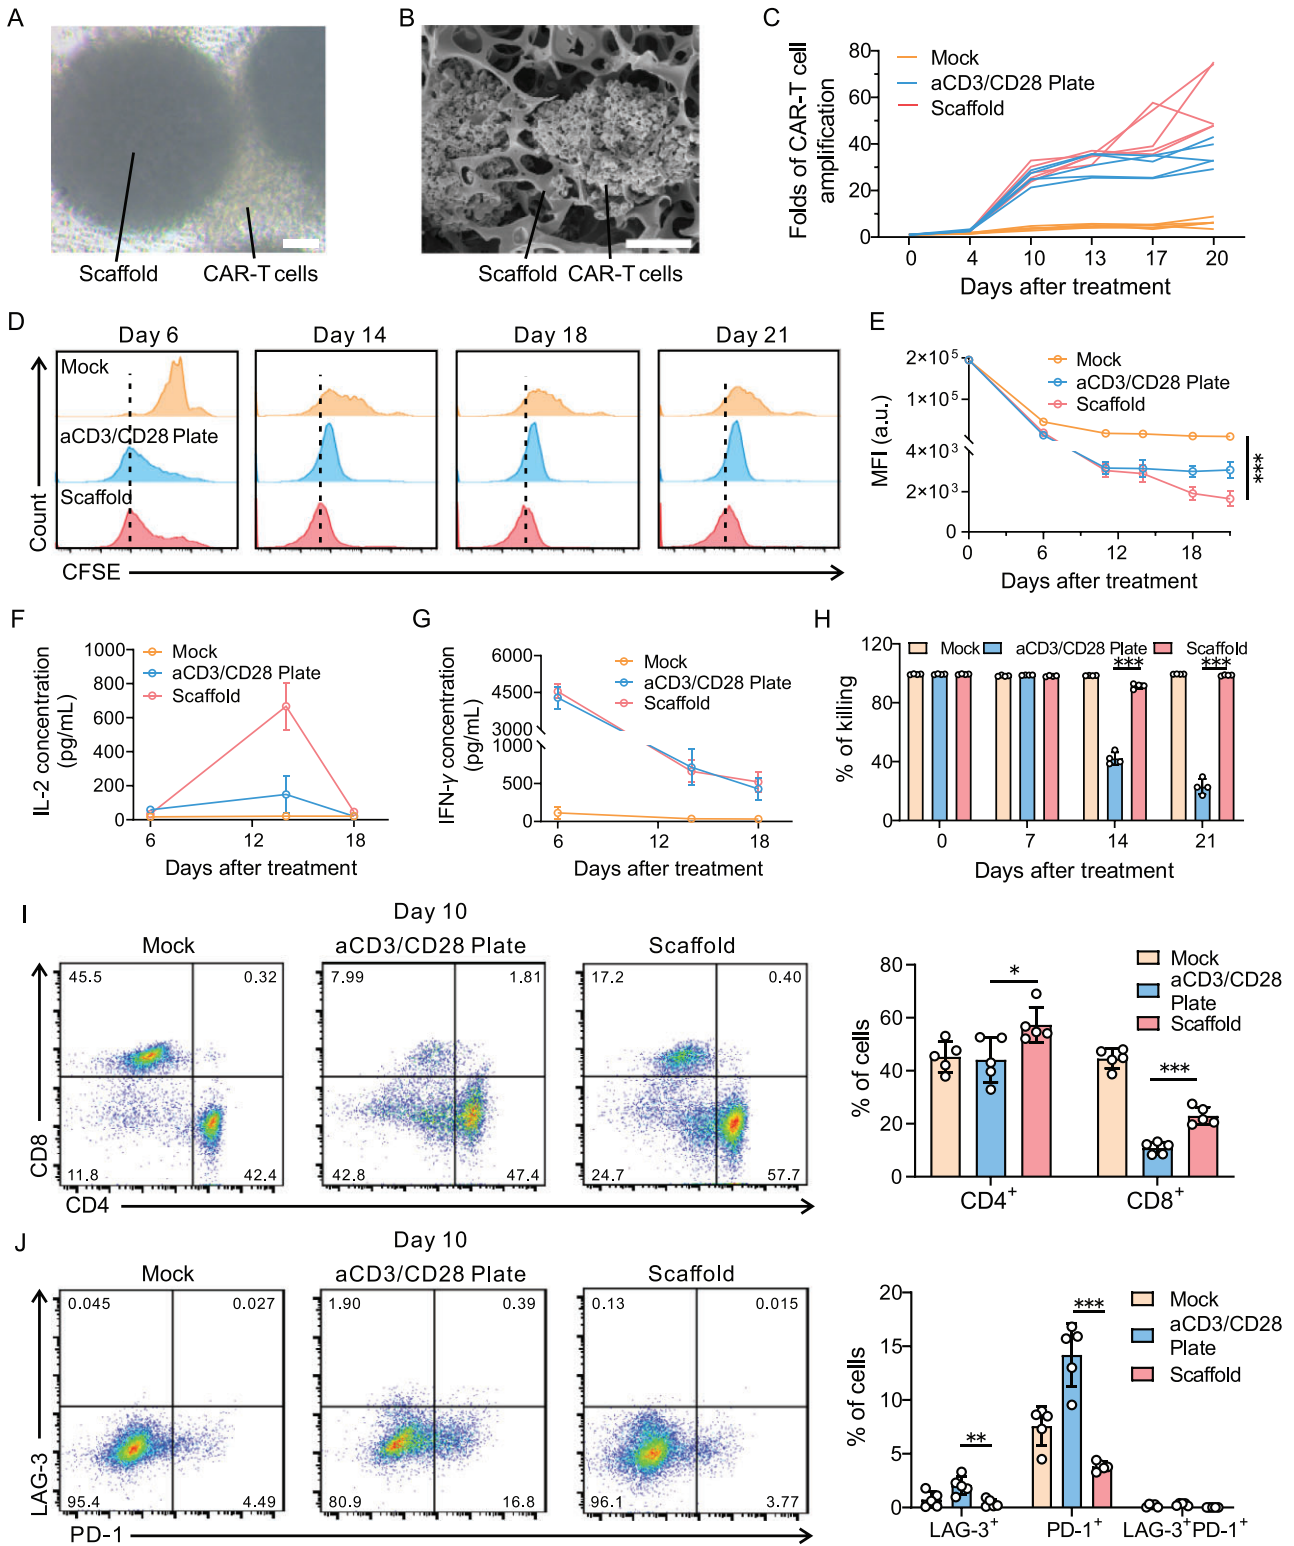 A
Scaffold
CAR-T cells
B
Scaffold CAR-T cells
C
Folds of CAR-T cell
amplification
80
60
40
20
0
Mock
aCD3/CD28 Plate
Scaffold
0 4 10 13 17 20
Days after treatment
D
Day 6
Day 14
Day 18
Day 21
Mock
aCD3/CD28 Plate
Scaffold
Count
CFSE
E
MFI (a.u.)
2×10⁵
1×10⁵
4×10³
2×10³
0
Mock
aCD3/CD28 Plate
Scaffold
***
0 6 12 18
Days after treatment
F
IL-2 concentration
(pg/mL)
1000
800
600
400
200
0
Mock
aCD3/CD28 Plate
Scaffold
6 12 18
Days after treatment
G
IFN-γ concentration
(pg/mL)
6000
4500
3000
1000
500
0
Mock
aCD3/CD28 Plate
Scaffold
6 12 18
Days after treatment
H
% of killing
120
80
40
0
Mock aCD3/CD28 Plate Scaffold
*** ***
0 7 14 21
Days after treatment
I
Day 10
Mock
aCD3/CD28 Plate
Scaffold
45.5 0.32
11.8 42.4
7.99 1.81
42.8 47.4
17.2 0.40
24.7 57.7
CD8
CD4
% of cells
80
60
40
20
0
*
***
Mock
aCD3/CD28
Plate
Scaffold
CD4⁺ CD8⁺
J
Day 10
Mock
aCD3/CD28 Plate
Scaffold
0.045 0.027
95.4 4.49
1.90 0.39
80.9 16.8
0.13 0.015
96.1 3.77
LAG-3
PD-1
% of cells
20
15
10
5
0
**
***
Mock
aCD3/CD28
Plate
Scaffold
LAG-3⁺ PD-1⁺ LAG-3⁺PD-1⁺